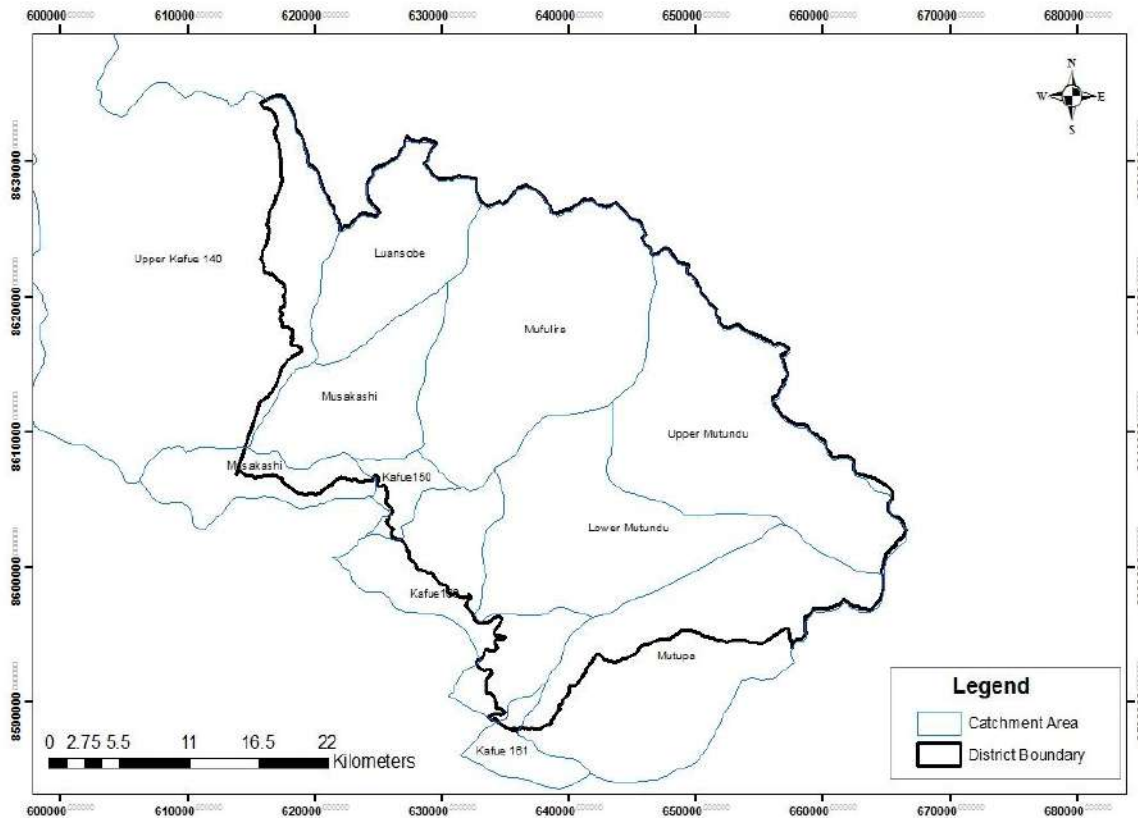 600000 610000 620000 630000 640000 650000 660000 670000 680000
N
W E
S
8630000
Luansobe
Upper Kafue 140
8620000
Mufulira
Musakashi
8610000
Upper Mutundu
Musakashi
Kafue150
Lower Mutundu
8600000
Mutupa
8590000
Kafue 161
Legend
Catchment Area
District Boundary
0 2.75 5.5 11 16.5 22
Kilometers
600000 610000 620000 630000 640000 650000 660000 670000 680000